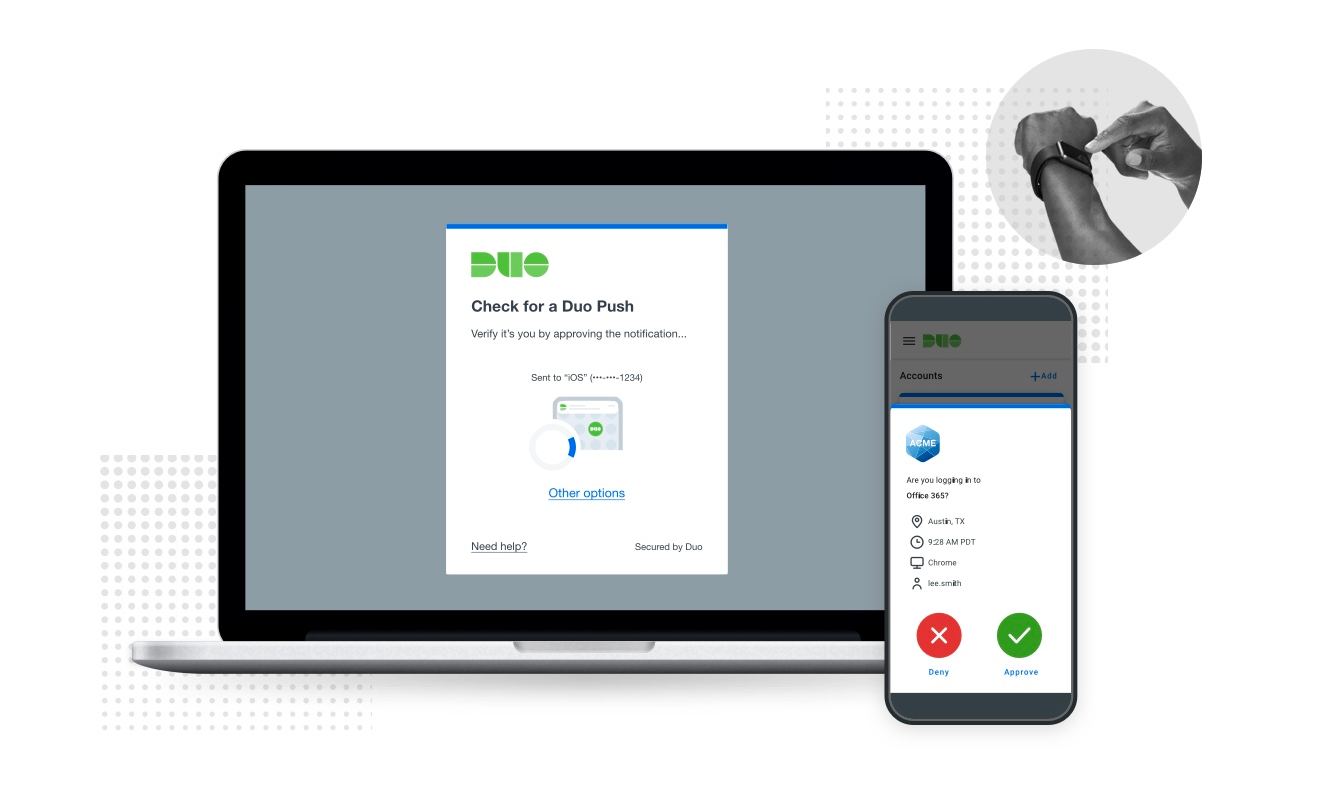 DUO
Check for a Duo Push
Verify it’s you by approving the notification...
Sent to “iOS” (•••-•••-1234)
DUO
Other options
Need help?
Secured by Duo
DUO
Accounts
+Add
ACME
Are you logging in to
Office 365?
Austin, TX
9:28 AM PDT
Chrome
lee.smith
Deny
Approve